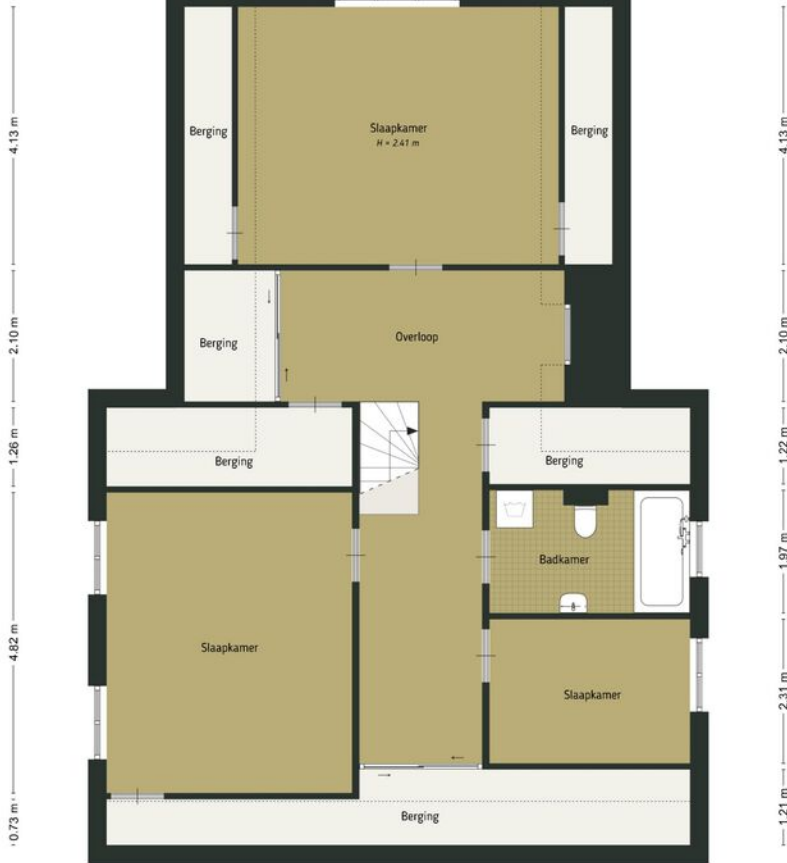 4.13 m
Berging
Slaapkamer
H = 2.41 m
Berging
4.13 m
2.10 m
Berging
Overloop
2.10 m
1.26 m
Berging
Berging
1.22 m
Badkamer
1.97 m
4.82 m
Slaapkamer
Slaapkamer
2.31 m
0.73 m
Berging
1.21 m